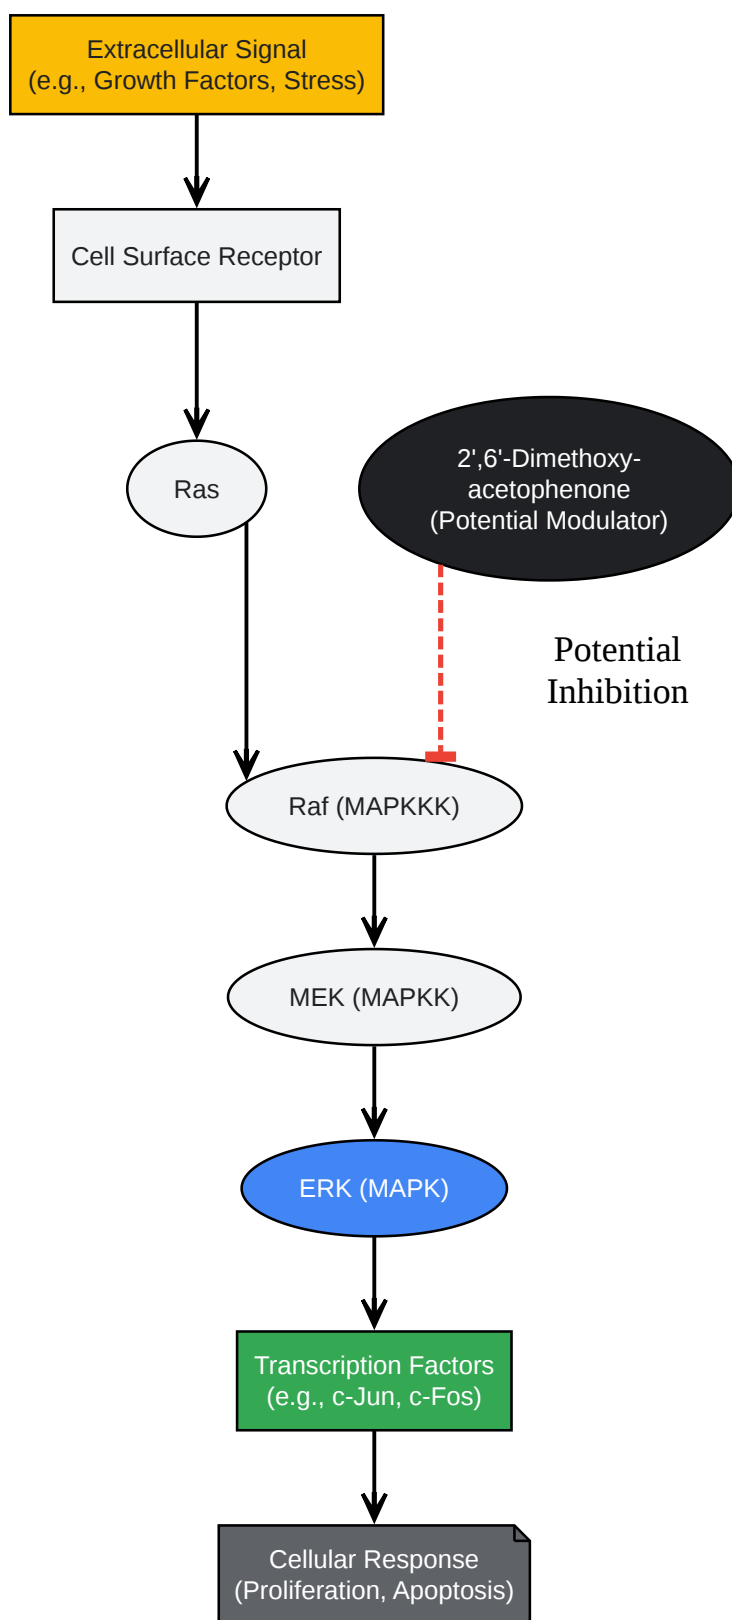 Extracellular Signal
(e.g., Growth Factors, Stress)
Cell Surface Receptor
Ras
2',6'-Dimethoxy-
acetophenone
(Potential Modulator)
Potential
Inhibition
Raf (MAPKKK)
MEK (MAPKK)
ERK (MAPK)
Transcription Factors
(e.g., c-Jun, c-Fos)
Cellular Response
(Proliferation, Apoptosis)